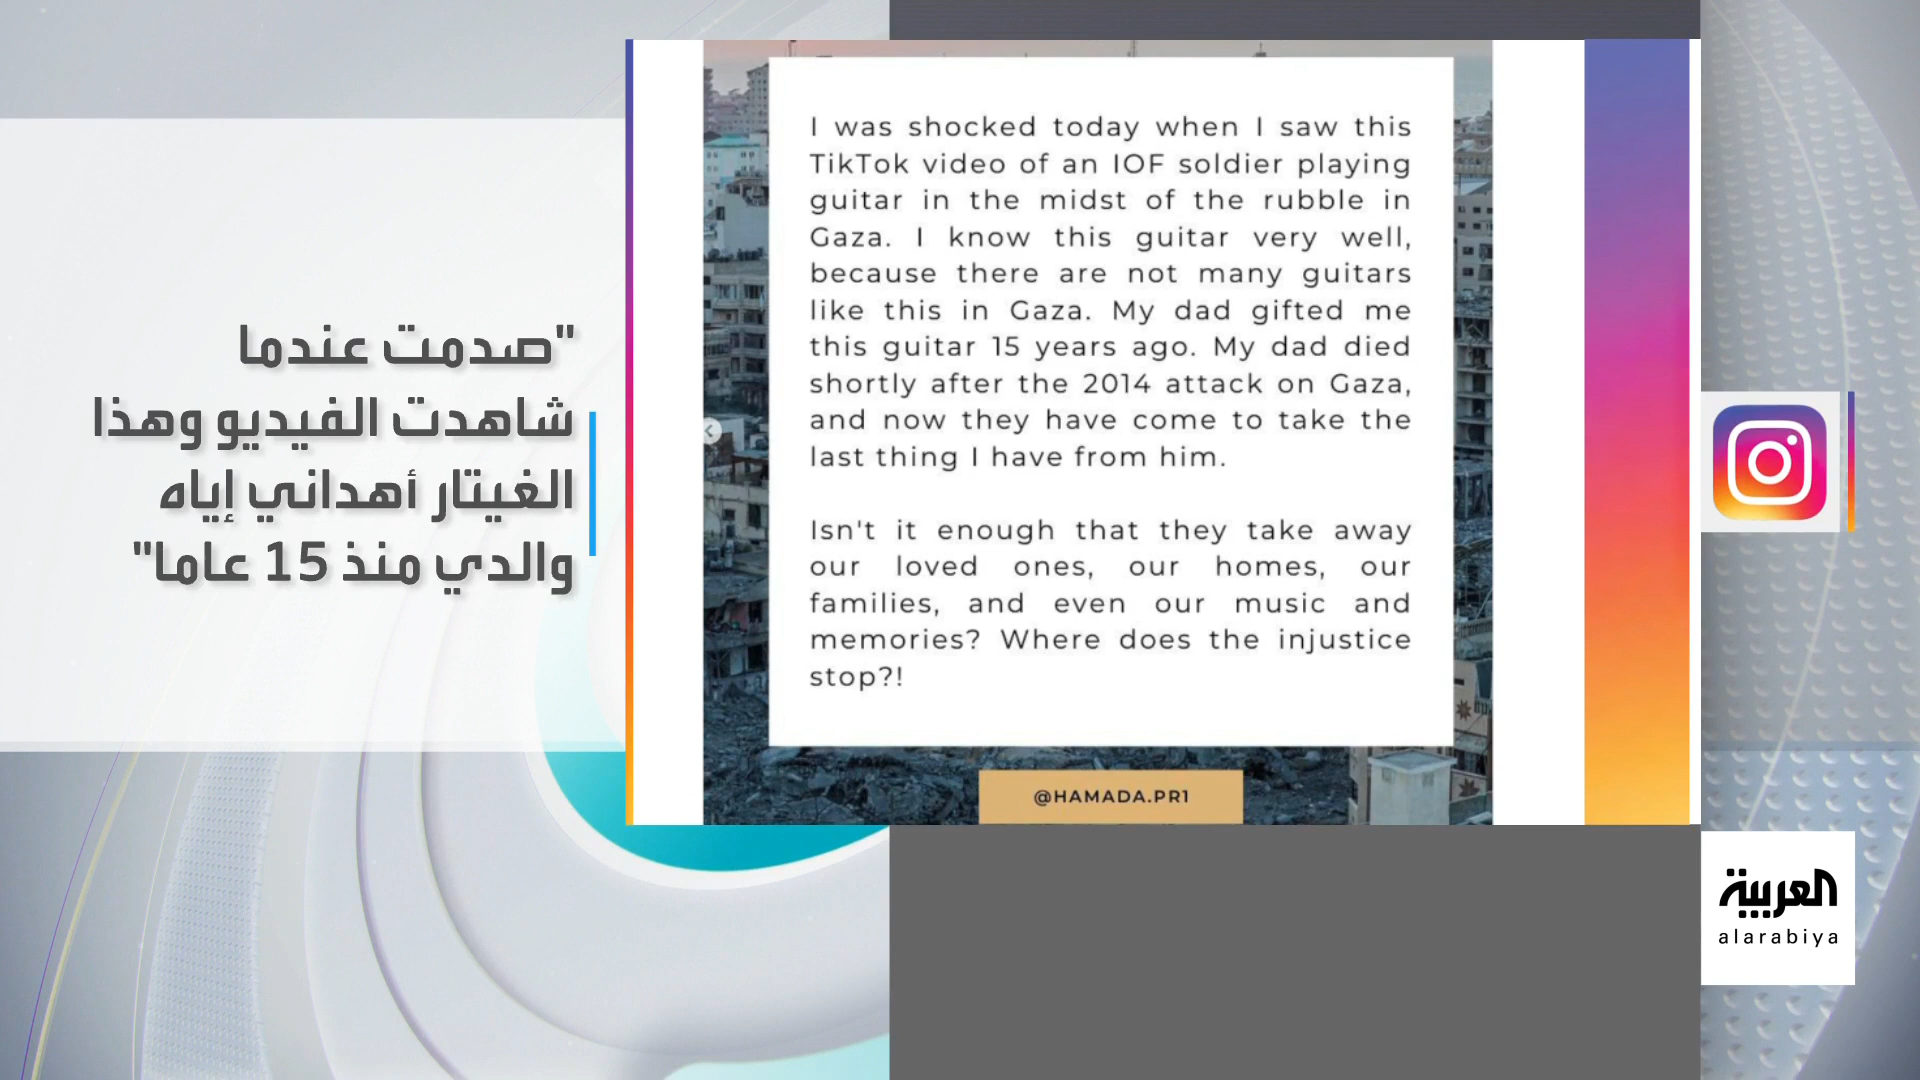 "صدمت عندما
شاهدت الفيديو وهذا
الغيتار أهداني إياه
والدي منذ 15 عاما"
I was shocked today when I saw this
TikTok video of an IOF soldier playing
guitar in the midst of the rubble in
Gaza. I know this guitar very well,
because there are not many guitars
like this in Gaza. My dad gifted me
this guitar 15 years ago. My dad died
shortly after the 2014 attack on Gaza,
and now they have come to take the
last thing I have from him.
Isn't it enough that they take away
our loved ones, our homes, our
families, and even our music and
memories? Where does the injustice
stop?!
@HAMADA.PR1
العربية
alarabiya